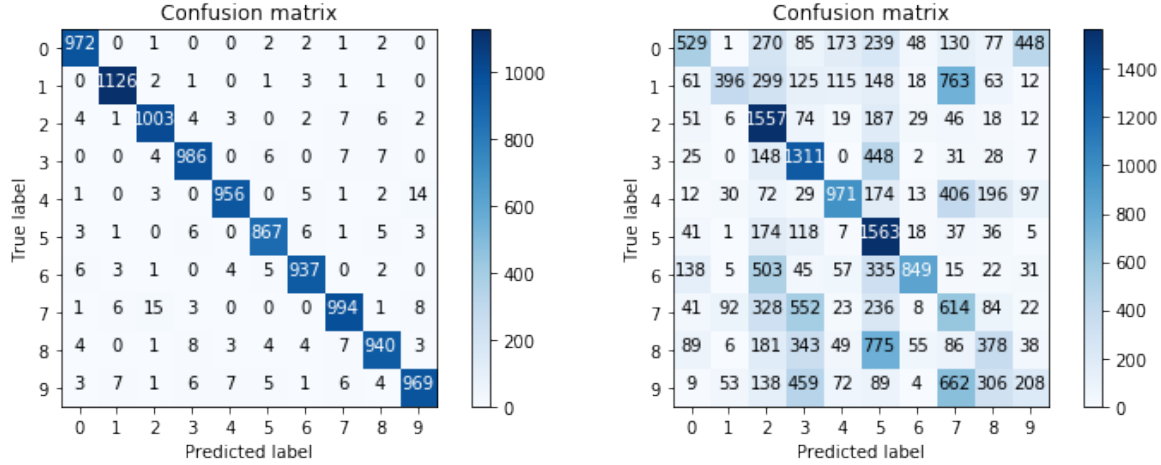 Confusion matrix
0 972 0 1 0 0 2 2 1 2 0
1 0 1126 2 1 0 1 3 1 1 0
2 4 1 1003 4 3 0 2 7 6 2
3 0 0 4 986 0 6 0 7 7 0
4 1 0 3 0 956 0 5 1 2 14
5 3 1 0 6 0 867 6 1 5 3
6 6 3 1 0 4 5 937 0 2 0
7 1 6 15 3 0 0 0 994 1 8
8 4 0 1 8 3 4 4 7 940 3
9 3 7 1 6 7 5 1 6 4 969
0 1 2 3 4 5 6 7 8 9
Predicted label
True label
1000
800
600
400
200
0
Confusion matrix
0 529 1 270 85 173 239 48 130 77 448
1 61 396 299 125 115 148 18 763 63 12
2 51 6 1557 74 19 187 29 46 18 12
3 25 0 148 1311 0 448 2 31 28 7
4 12 30 72 29 971 174 13 406 196 97
5 41 1 174 118 7 1563 18 37 36 5
6 138 5 503 45 57 335 849 15 22 31
7 41 92 328 552 23 236 8 614 84 22
8 89 6 181 343 49 775 55 86 378 38
9 9 53 138 459 72 89 4 662 306 208
0 1 2 3 4 5 6 7 8 9
Predicted label
True label
1400
1200
1000
800
600
400
200
0